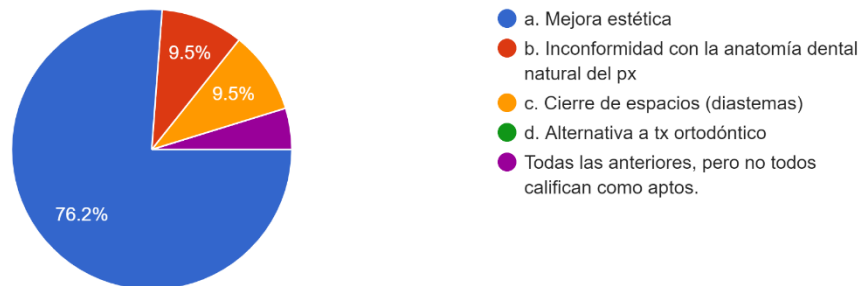 9.5%
9.5%
76.2%
a. Mejora estética
b. Inconformidad con la anatomía dental
natural del px
c. Cierre de espacios (diastemas)
d. Alternativa a tx ortodóntico
Todas las anteriores, pero no todos
califican como aptos.